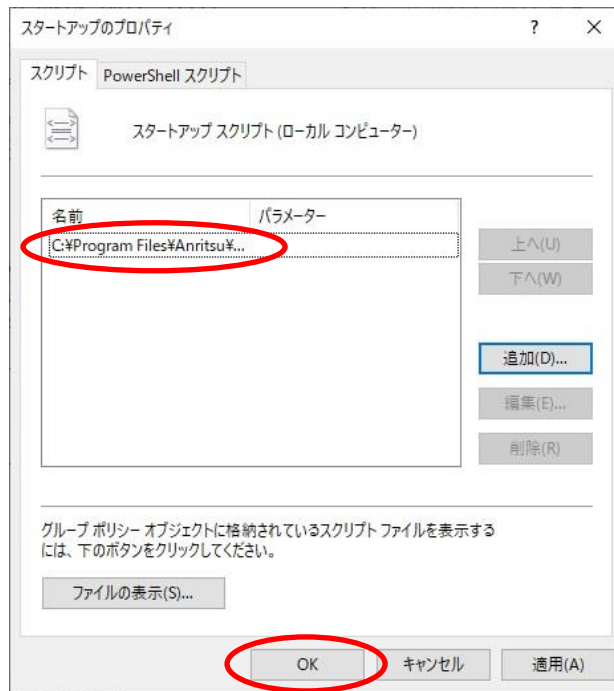 スタートアップのプロパティ
スクリプト PowerShell スクリプト
スタートアップ スクリプト (ローカル コンピューター)
名前 パラメーター
C:¥Program Files¥Anritsu¥...
上へ(U)
下へ(W)
追加(D)...
編集(E)...
削除(R)
グループ ポリシー オブジェクトに格納されているスクリプト ファイルを表示する
には、下のボタンをクリックしてください。
ファイルの表示(S)...
OK キャンセル 適用(A)